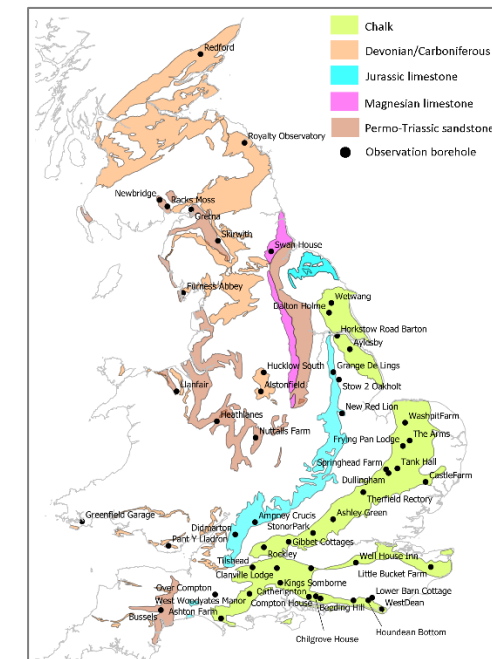 Chalk
Devonian/Carboniferous
Jurassic limestone
Magnesian limestone
Permo-Triassic sandstone
Observation borehole
Redford
Royalty Observatory
Newbridge
Racks Moss
Gretna
Skirwith
Swan House
Furness Abbey
Wetwang
Dalton Holme
Horkstow Road Barton
Aylesby
Hucklow South
Grange De Lings
Stow 2 Oakholt
Llanfair
Alstonfield
New Red Lion
Heathlanes
WashpitFarm
Nuttalls Farm
The Arms
Frying Pan Lodge
Springhead Farm
Tank Hall
Dullingham
CastleFarm
Therfield Rectory
Greenfield Garage
Ampney Crucis
Ashley Green
Didmarton
StonorPark
Pant Y Lladron
Gibbet Cottages
Tilshead
Rockley
Well House Inn
Clanville Lodge
Little Bucket Farm
Over Compton
Kings Somborne
West Woodyates Manor
Catherington
Lower Barn Cottage
Ashton Farm
Compton House
WestDean
Bussels
Beeding Hill
Chilgrove House
Houndean Bottom